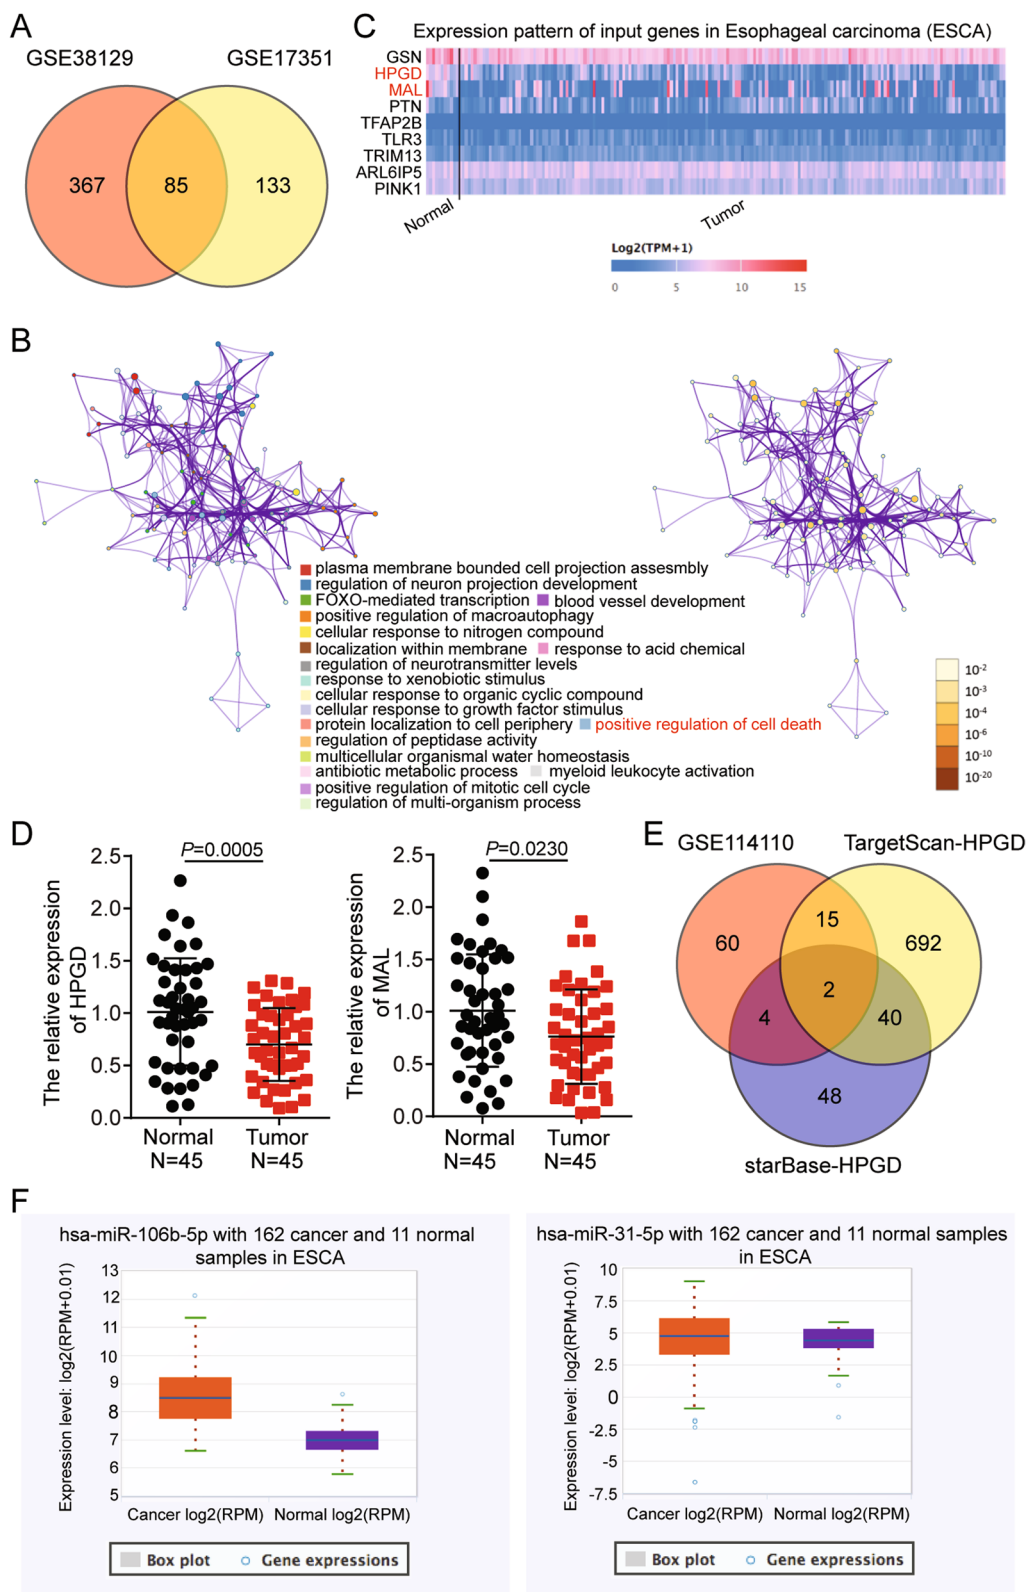 A
GSE38129
GSE17351
367
85
133
C
Expression pattern of input genes in Esophageal carcinoma (ESCA)
GSN
HPGD
MAL
PTN
TFAP2B
TLR3
TRIM13
ARL6IP5
PINK1
Normal
Tumor
Log2(TPM+1)
0 5 10 15
B
plasma membrane bounded cell projection assesmbly
regulation of neuron projection development
FOXO-mediated transcription blood vessel development
positive regulation of macroautophagy
cellular response to nitrogen compound
localization within membrane response to acid chemical
regulation of neurotransmitter levels
response to xenobiotic stimulus
cellular response to organic cyclic compound
cellular response to growth factor stimulus
protein localization to cell periphery positive regulation of cell death
regulation of peptidase activity
multicellular organismal water homeostasis
antibiotic metabolic process myeloid leukocyte activation
positive regulation of mitotic cell cycle
regulation of multi-organism process
10-2
10-3
10-4
10-6
10-10
10-20
D
The relative expression
of HPGD
P=0.0005
2.5
2.0
1.5
1.0
0.5
0.0
Normal Tumor
N=45 N=45
The relative expression
of MAL
P=0.0230
2.5
2.0
1.5
1.0
0.5
0.0
Normal Tumor
N=45 N=45
E
GSE114110
TargetScan-HPGD
60
15
692
2
4
40
48
starBase-HPGD
F
hsa-miR-106b-5p with 162 cancer and 11 normal
samples in ESCA
Expression level: log2(RPM+0.01)
13
12
11
10
9
8
7
6
5
Cancer log2(RPM) Normal log2(RPM)
Box plot Gene expressions
hsa-miR-31-5p with 162 cancer and 11 normal samples
in ESCA
Expression level: log2(RPM+0.01)
10
7.5
5
2.5
0
-2.5
-5
-7.5
Cancer log2(RPM) Normal log2(RPM)
Box plot Gene expressions